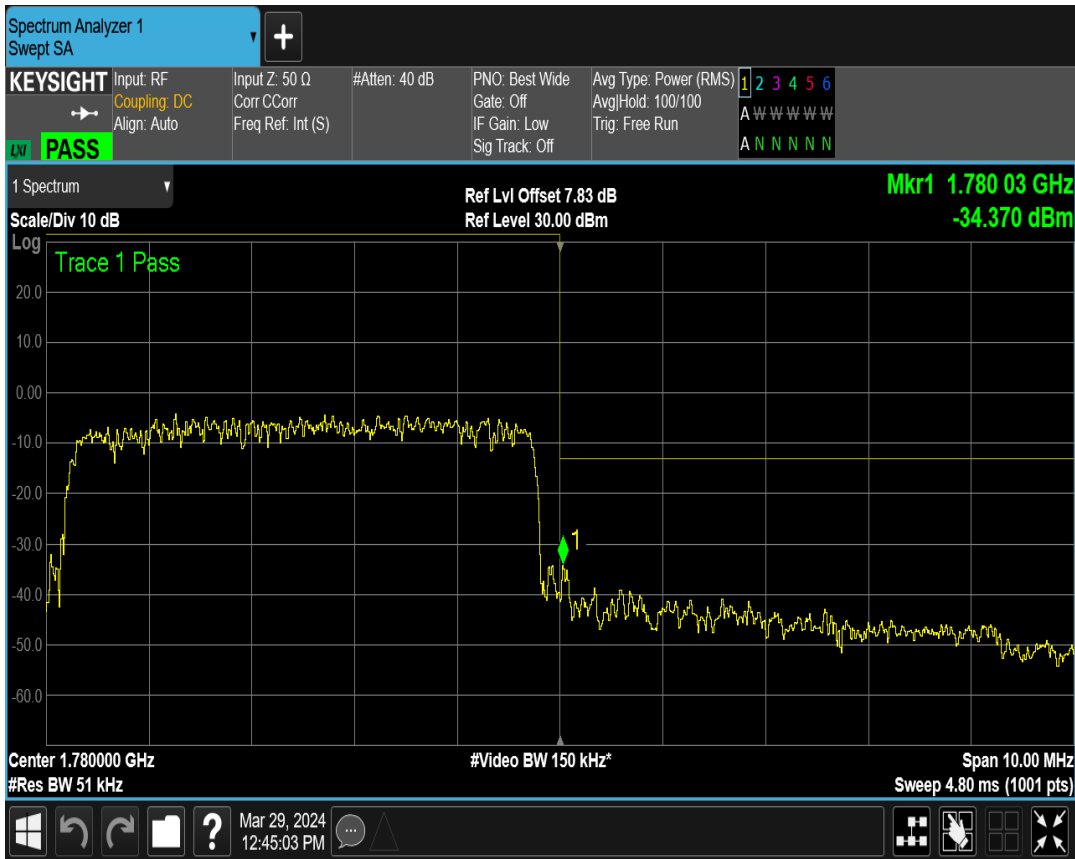 Spectrum Analyzer 1
Swept SA
+
KEYSIGHT
LXI PASS
Input: RF
Coupling: DC
Align: Auto
Input Z: 50 Ω
Corr CCorr
Freq Ref: Int (S)
#Atten: 40 dB
PNO: Best Wide
Gate: Off
IF Gain: Low
Sig Track: Off
Avg Type: Power (RMS)
Avg|Hold: 100/100
Trig: Free Run
1 2 3 4 5 6
A W W W W W
A N N N N N
1 Spectrum
Scale/Div 10 dB
Ref Lvl Offset 7.83 dB
Ref Level 30.00 dBm
Mkr1 1.780 03 GHz
-34.370 dBm
Log
Trace 1 Pass
20.0
10.0
0.00
-10.0
-20.0
-30.0
-40.0
-50.0
-60.0
1
Center 1.780000 GHz
#Res BW 51 kHz
#Video BW 150 kHz*
Span 10.00 MHz
Sweep 4.80 ms (1001 pts)
?
Mar 29, 2024
12:45:03 PM